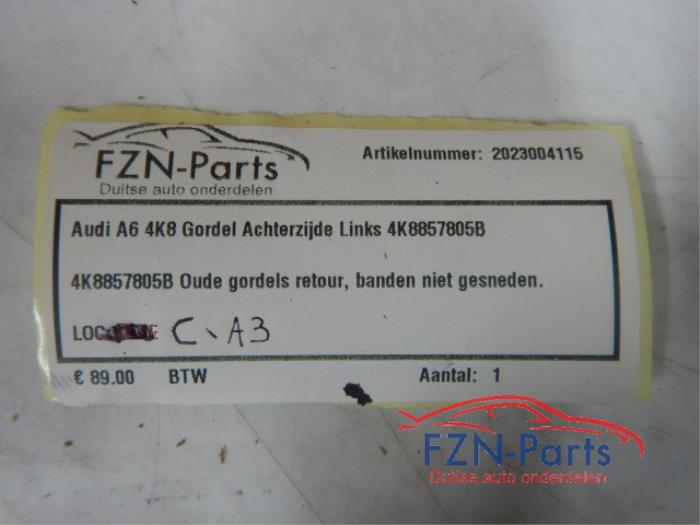 FZN-Parts
Duitse auto onderdelen
Artikelnummer: 2023004115
Audi A6 4K8 Gordel Achterzijde Links 4K8857805B
4K8857805B Oude gordels retour, banden niet gesneden.
LOC C-A3
€ 89.00 BTW Aantal: 1
FZN-Parts
Duitse auto onderdelen